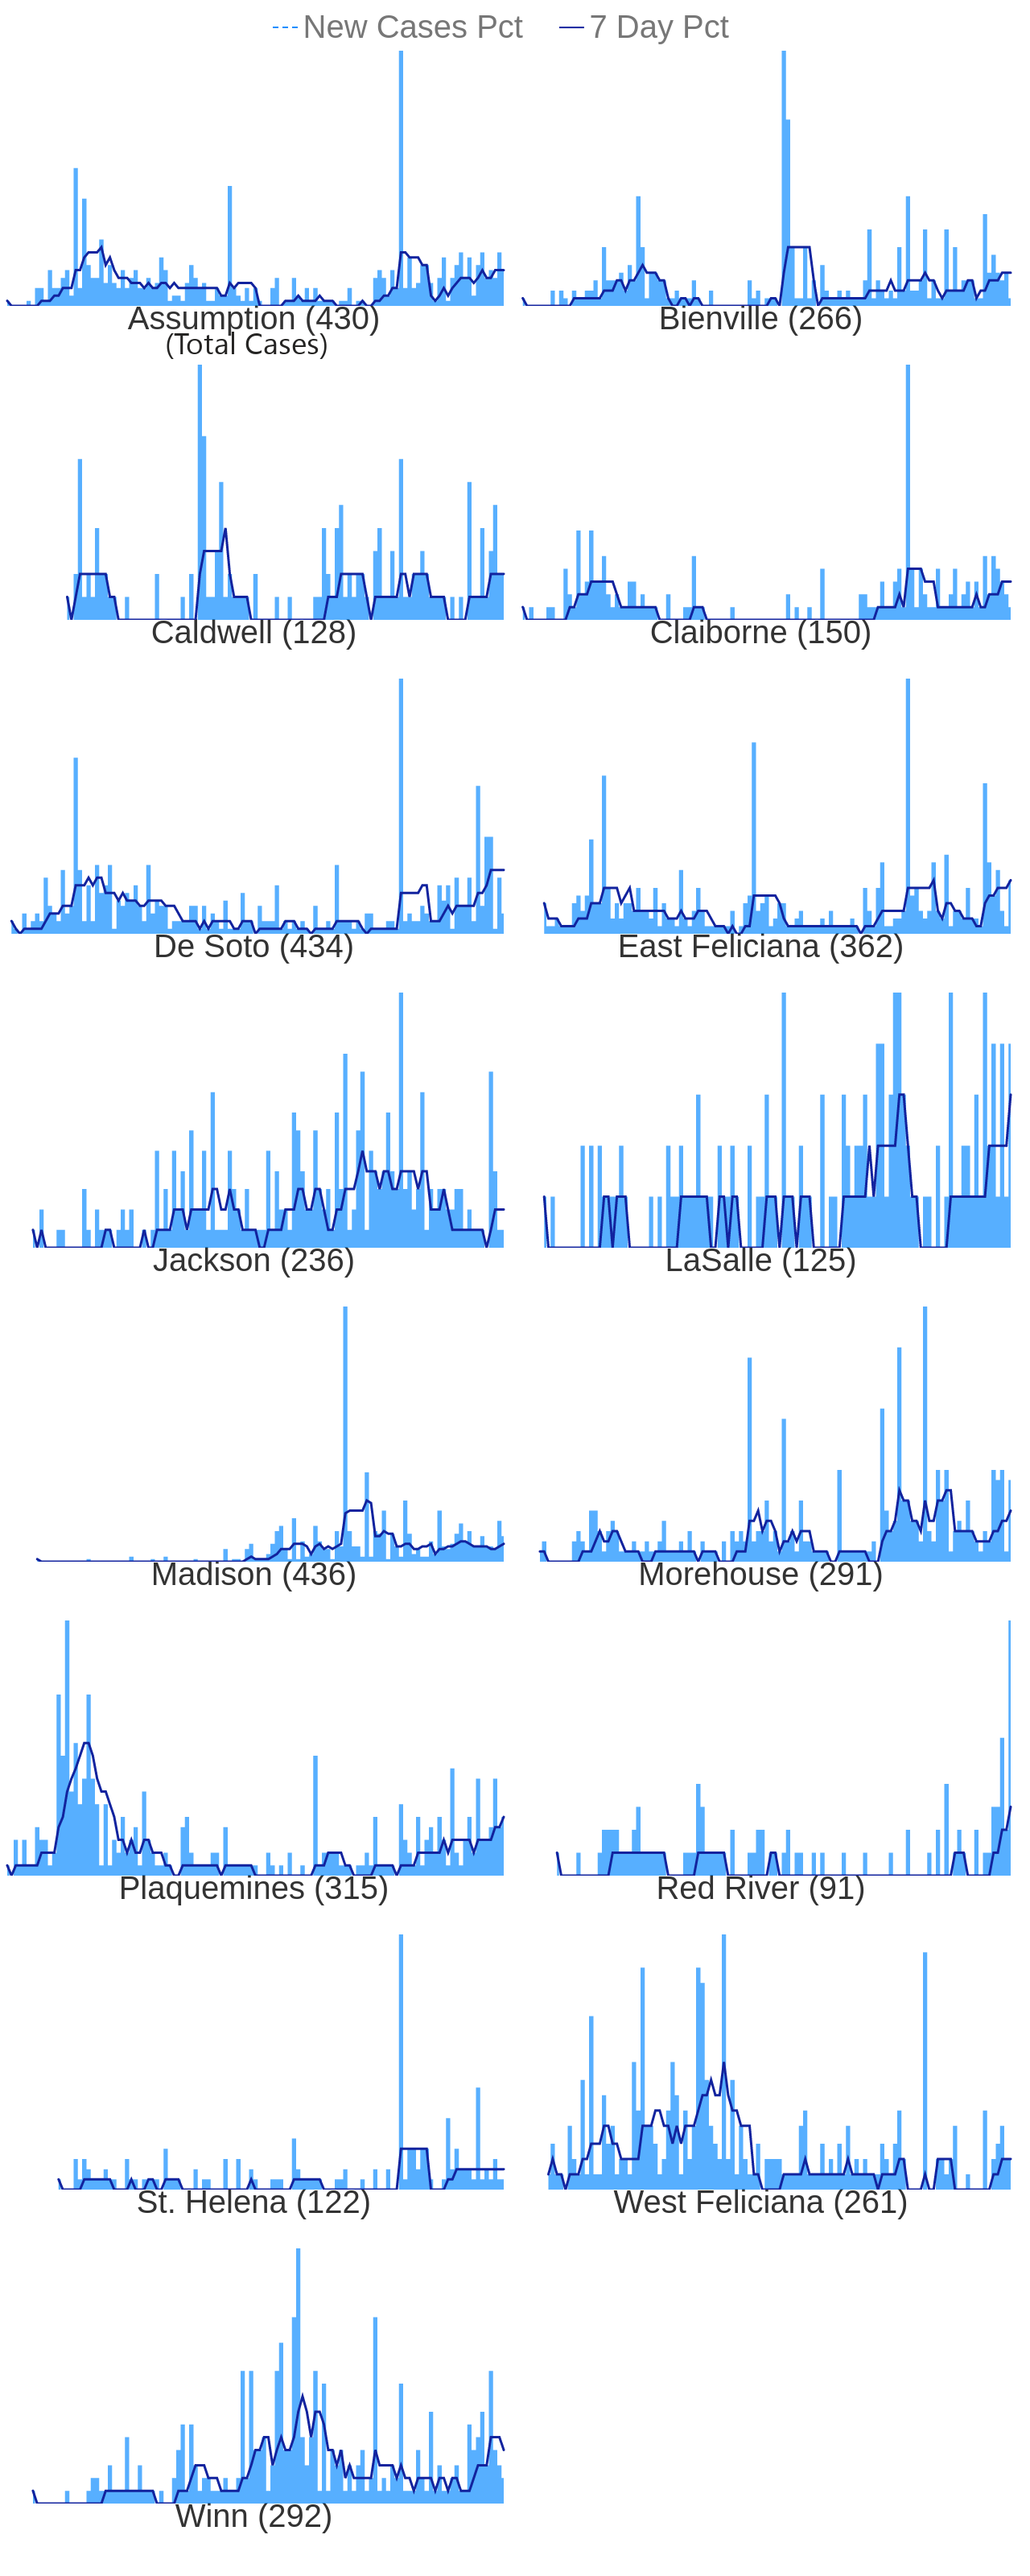 New Cases Pct 7 Day Pct
Assumption (430) Bienville (266)
(Total Cases)
Caldwell (128) Claiborne (150)
De Soto (434) East Feliciana (362)
Jackson (236) LaSalle (125)
Madison (436) Morehouse (291)
Plaquemines (315) Red River (91)
St. Helena (122) West Feliciana (261)
Winn (292)